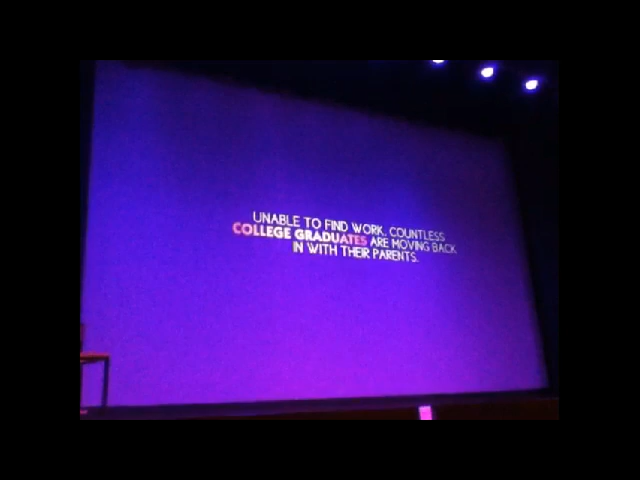 UNABLE TO FIND WORK, COUNTLESS
COLLEGE GRADUATES ARE MOVING BACK
IN WITH THEIR PARENTS.